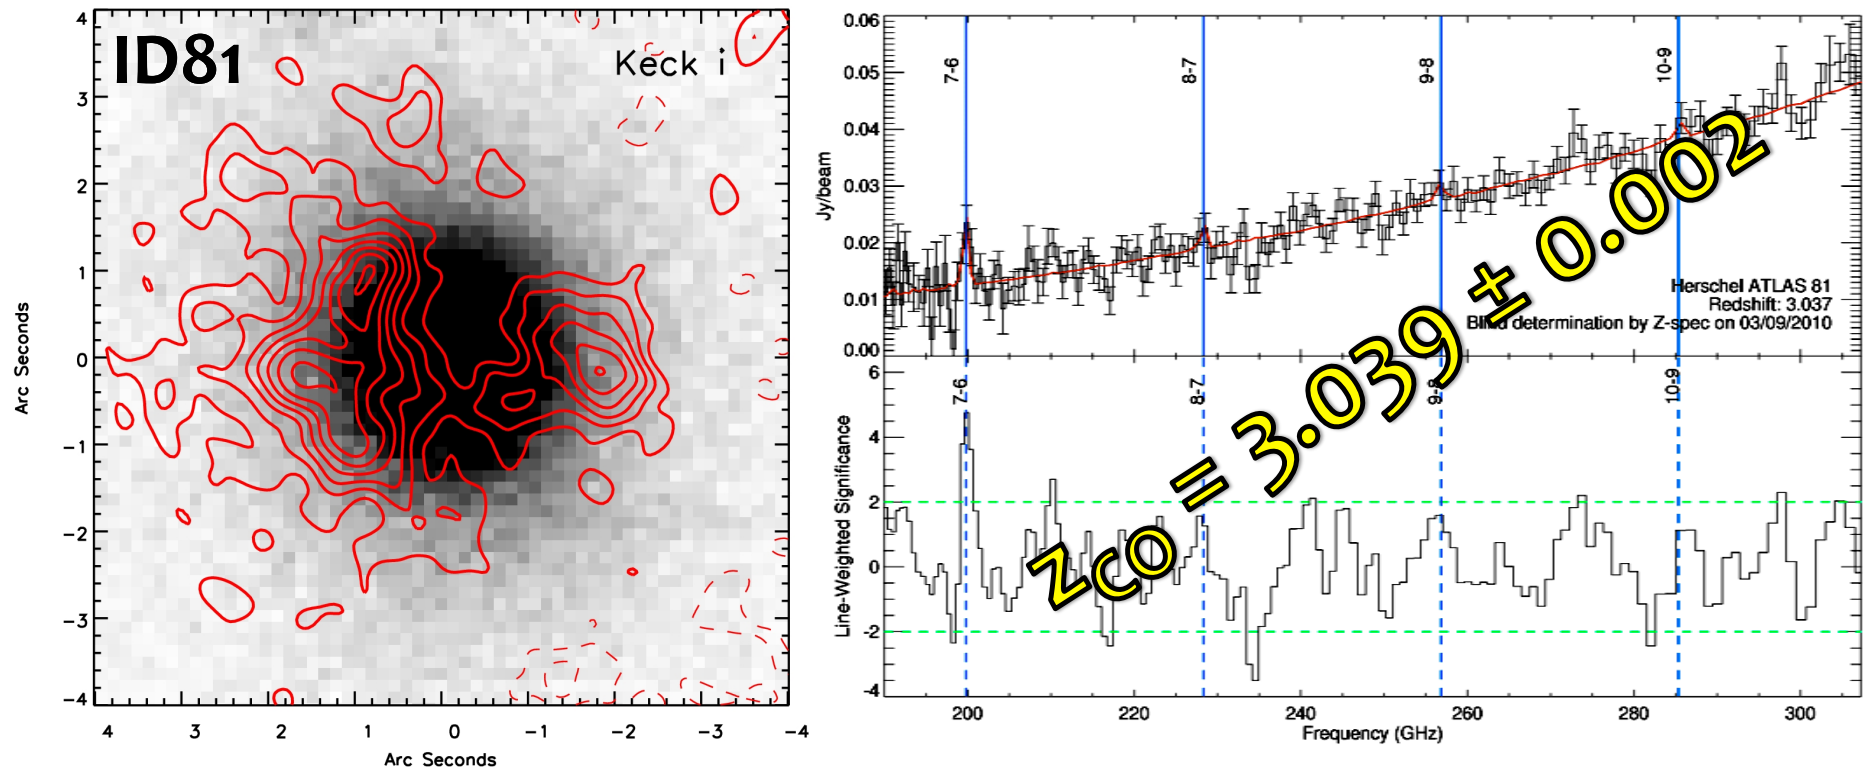 ID81
Keck i
4
3
2
1
0
-1
-2
-3
-4
Arc Seconds
4 3 2 1 0 -1 -2 -3 -4
Arc Seconds
0.06
0.05
0.04
0.03
0.02
0.01
0.00
Jy/beam
7-6 8-7 9-8 10-9
Herschel ATLAS 81
Redshift: 3.037
Blind determination by Z-spec on 03/09/2010
zCO = 3.039 ± 0.002
6
4
2
0
-2
-4
Line-Weighted Significance
7-6 8-7 9-8 10-9
200 220 240 260 280 300
Frequency (GHz)